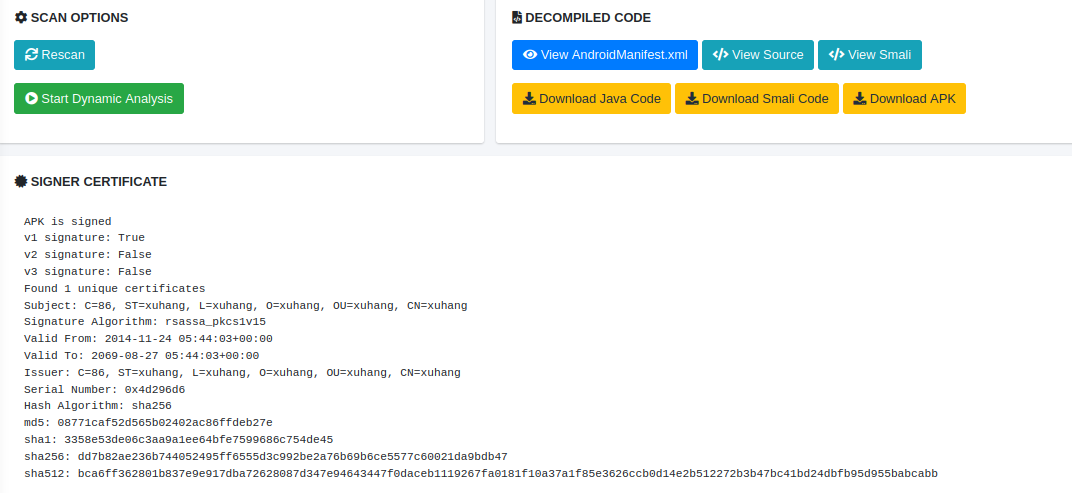 SCAN OPTIONS
Rescan
Start Dynamic Analysis
DECOMPILED CODE
View AndroidManifest.xml
View Source
View Smali
Download Java Code
Download Smali Code
Download APK
SIGNER CERTIFICATE
APK is signed
v1 signature: True
v2 signature: False
v3 signature: False
Found 1 unique certificates
Subject: C=86, ST=xuhang, L=xuhang, O=xuhang, OU=xuhang, CN=xuhang
Signature Algorithm: rsassa_pkcs1v15
Valid From: 2014-11-24 05:44:03+00:00
Valid To: 2069-08-27 05:44:03+00:00
Issuer: C=86, ST=xuhang, L=xuhang, O=xuhang, OU=xuhang, CN=xuhang
Serial Number: 0x4d296d6
Hash Algorithm: sha256
md5: 08771caf52d565b02402ac86ffdeb27e
sha1: 3358e53de06c3aa9a1ee64bfe7599686c754de45
sha256: dd7b82ae236b744052495ff6555d3c992be2a76b69b6ce5577c60021da9bdb47
sha512: bca6ff362801b837e9e917dba72628087d347e94643447f0daceb1119267fa0181f10a37a1f85e3626ccb0d14e2b512272b3b47bc41bd24dbfb95d955babcabb